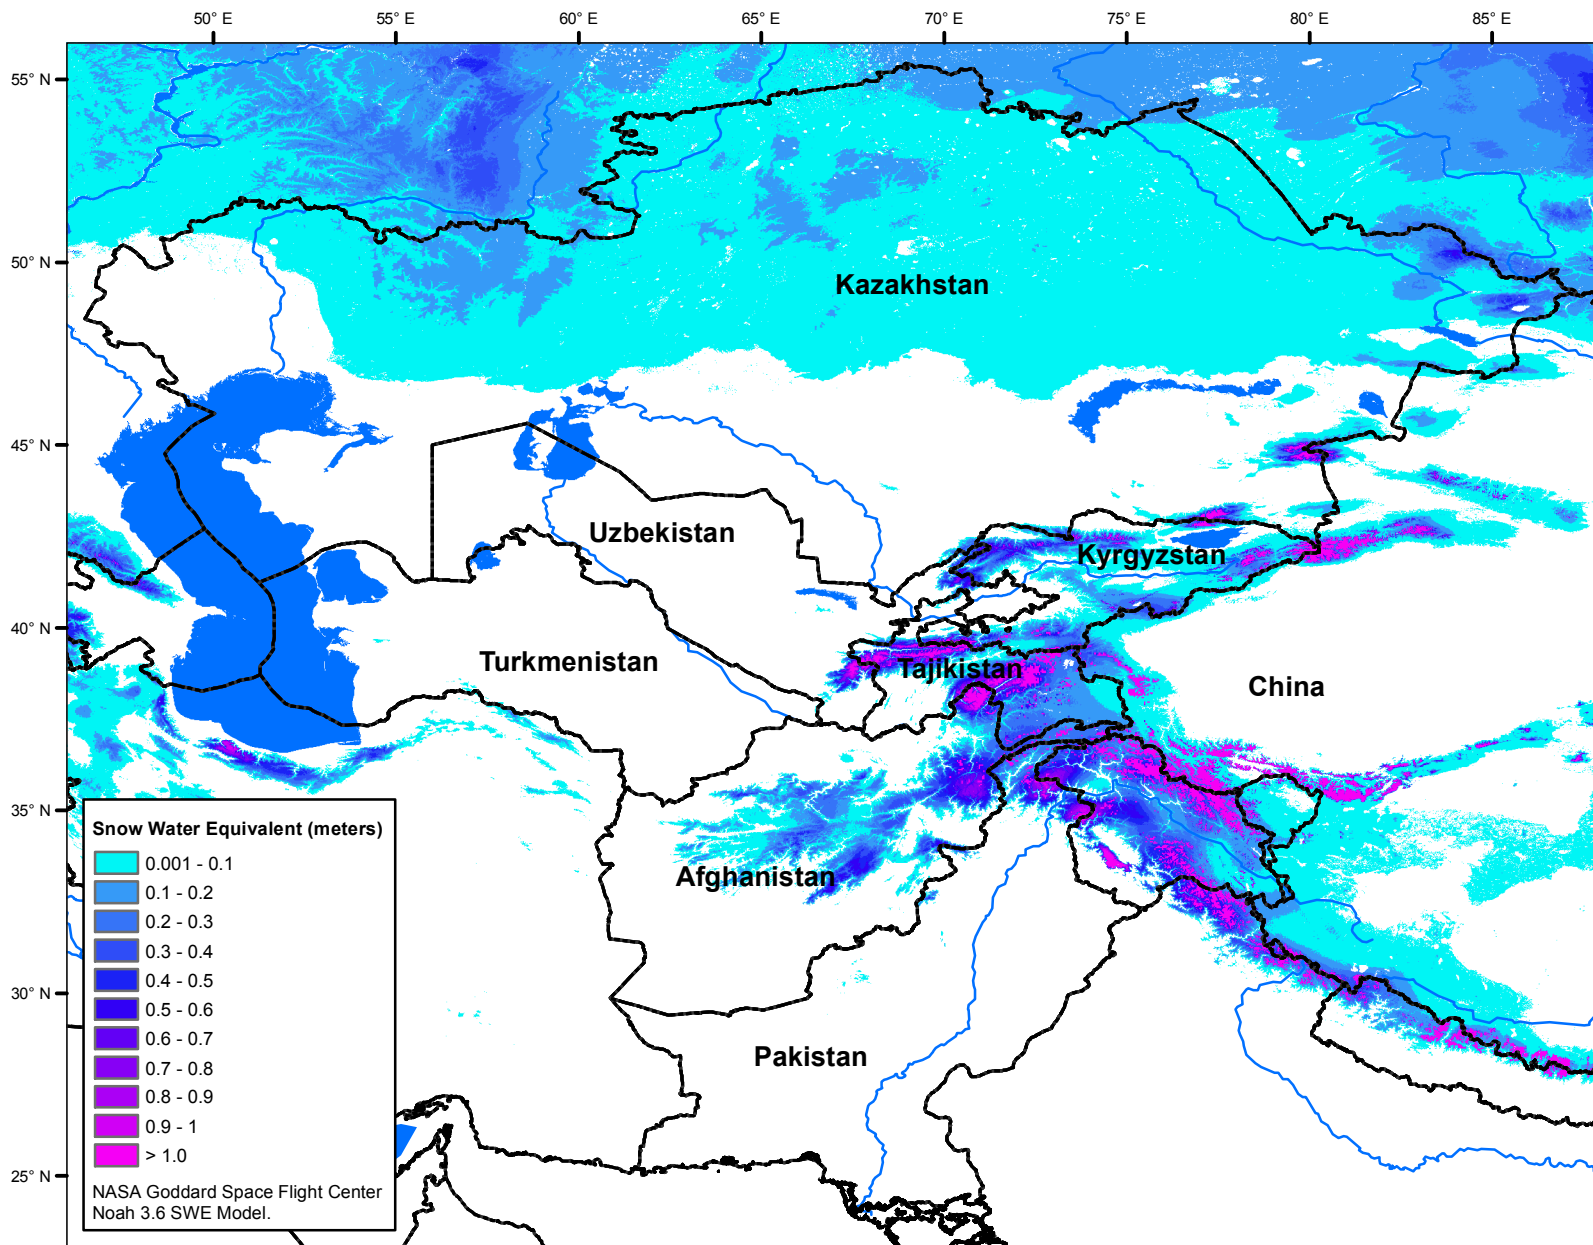 50° E 55° E 60° E 65° E 70° E 75° E 80° E 85° E
55° N
50° N
Kazakhstan
45° N
Uzbekistan
Kyrgyzstan
40° N
Turkmenistan
Tajikistan
China
35° N
Snow Water Equivalent (meters)
0.001 - 0.1
0.1 - 0.2
0.2 - 0.3
0.3 - 0.4
0.4 - 0.5
0.5 - 0.6
0.6 - 0.7
0.7 - 0.8
0.8 - 0.9
0.9 - 1
> 1.0
NASA Goddard Space Flight Center
Noah 3.6 SWE Model.
Afghanistan
30° N
Pakistan
25° N